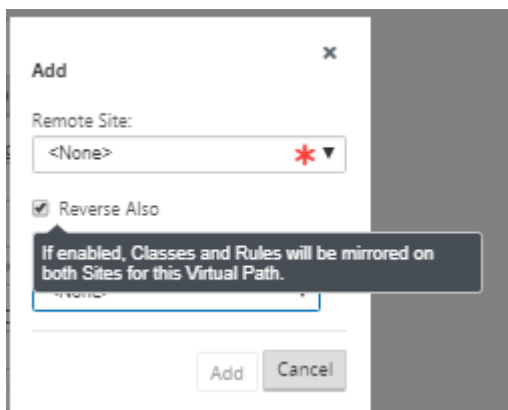 Add
Remote Site:
<None>
Reverse Also
If enabled, Classes and Rules will be mirrored on
both Sites for this Virtual Path.
<None>
Add
Cancel